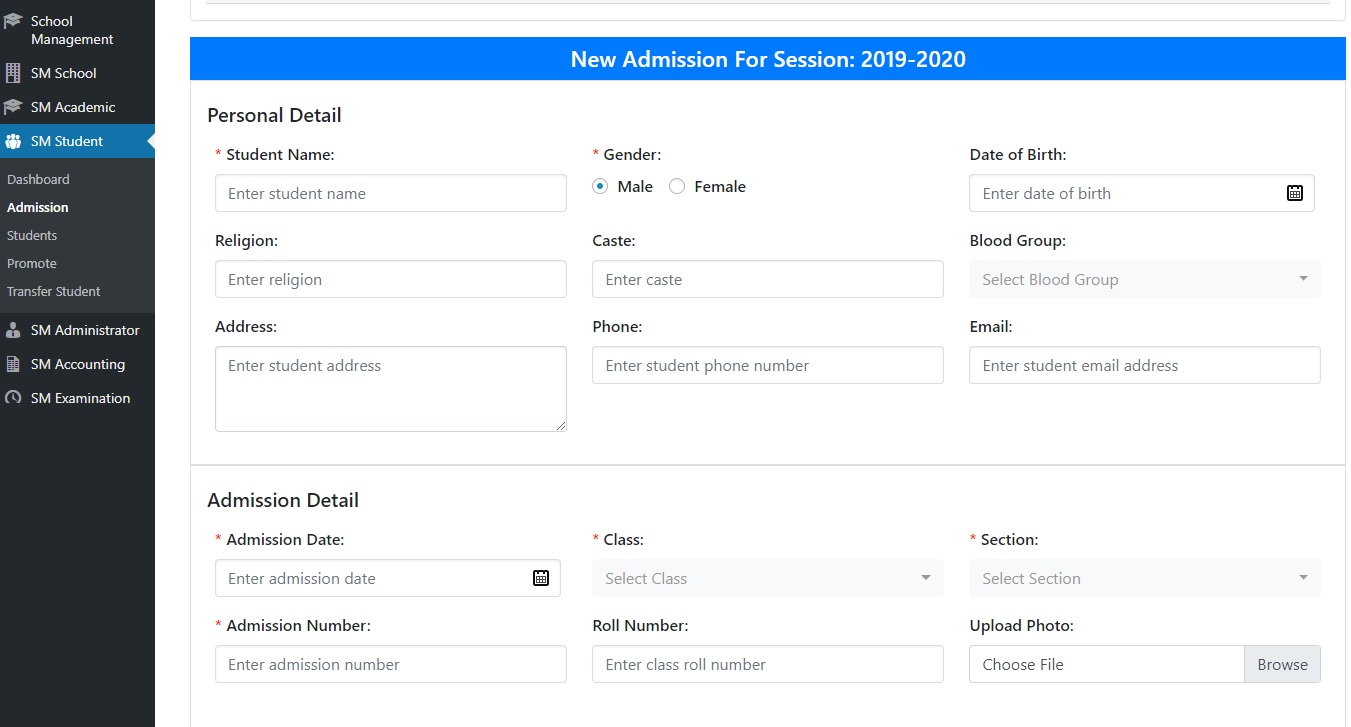 School
Management
SM School
SM Academic
SM Student
Dashboard
Admission
Students
Promote
Transfer Student
SM Administrator
SM Accounting
SM Examination
New Admission For Session: 2019-2020
Personal Detail
* Student Name:
* Gender:
Date of Birth:
Enter student name
Male
Female
Enter date of birth
Religion:
Caste:
Blood Group:
Enter religion
Enter caste
Select Blood Group
Address:
Phone:
Email:
Enter student address
Enter student phone number
Enter student email address
Admission Detail
* Admission Date:
* Class:
* Section:
Enter admission date
Select Class
Select Section
* Admission Number:
Roll Number:
Upload Photo:
Enter admission number
Enter class roll number
Choose File
Browse